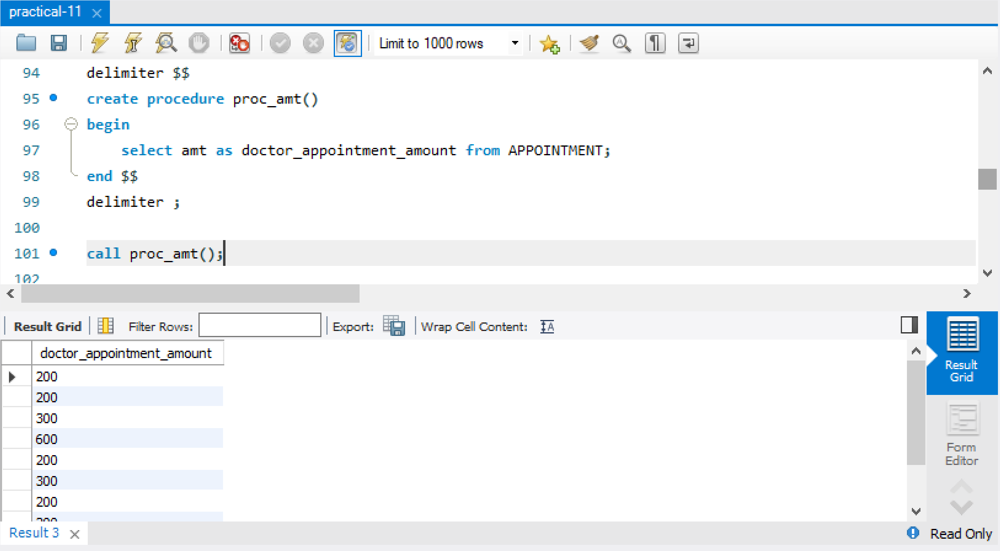 practical-11
Limit to 1000 rows
94 delimiter $$
95 create procedure proc_amt()
96 begin
97 select amt as doctor_appointment_amount from APPOINTMENT;
98 end $$
99 delimiter ;
100
101 call proc_amt();
102
Result Grid Filter Rows: Export: Wrap Cell Content:
doctor_appointment_amount
200
200
300
600
200
300
200
Result
Grid
Form
Editor
Result 3
Read Only